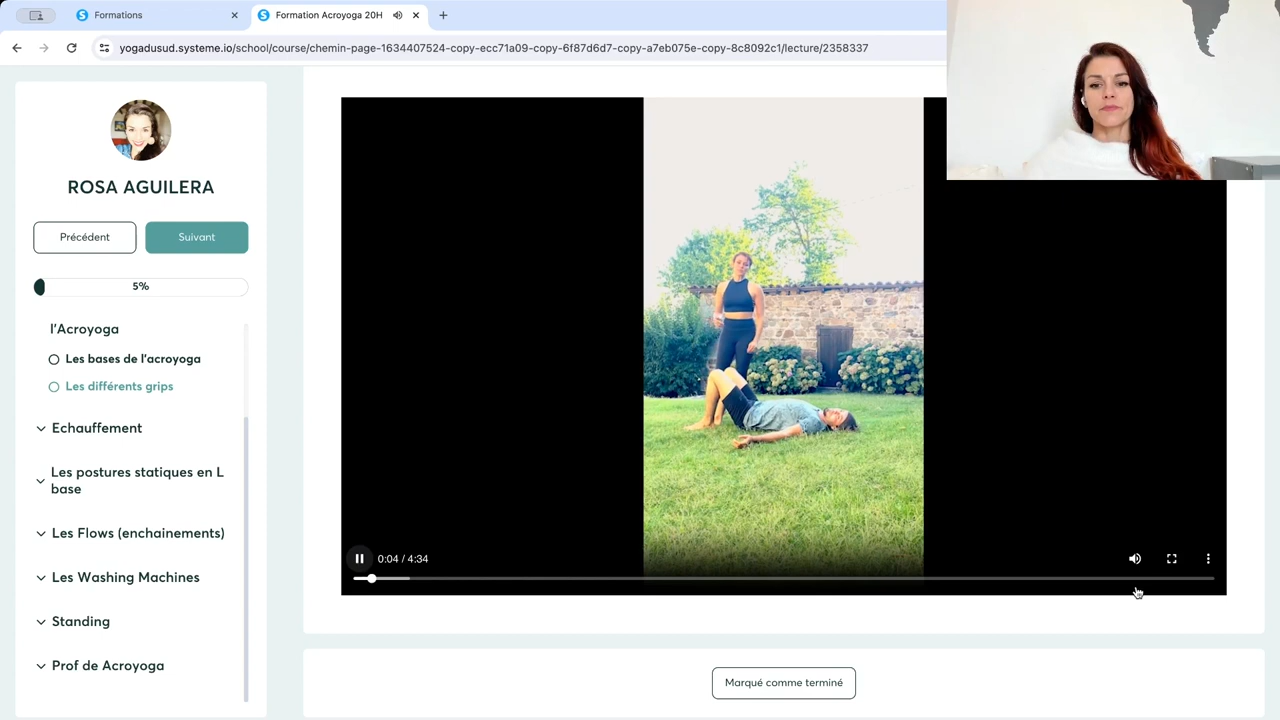 Formations
Formation Acroyoga 20H
yogadusud.systeme.io/school/course/chemin-page-1634407524-copy-ecc71a09-copy-6f87d6d7-copy-a7eb075e-copy-8c8092c1/lecture/2358337
ROSA AGUILERA
Précédent
Suivant
5%
l'Acroyoga
Les bases de l'acroyoga
Les différents grips
Echauffement
Les postures statiques en L
base
Les Flows (enchainements)
Les Washing Machines
Standing
Prof de Acroyoga
0:04 / 4:34
Marqué comme terminé